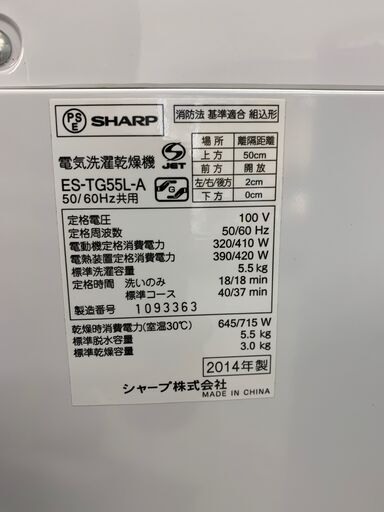 PSE SHARP
電気洗濯乾燥機 S JET
ES-TG55L-A
50/60Hz共用
消防法 基準適合 組込形
場所 離隔距離
上方 50cm
前方 開放
左/右/後方 2cm
下方 0cm
定格電圧 100 V
定格周波数 50/60 Hz
電動機定格消費電力 320/410 W
電熱装置定格消費電力 390/420 W
標準洗濯容量 5.5 kg
定格時間 洗いのみ 18/18 min
標準コース 40/37 min
製造番号 1093363
乾燥時消費電力(室温30℃) 645/715 W
標準脱水容量 5.5 kg
標準乾燥容量 3.0 kg
2014年製
シャープ株式会社
MADE IN CHINA